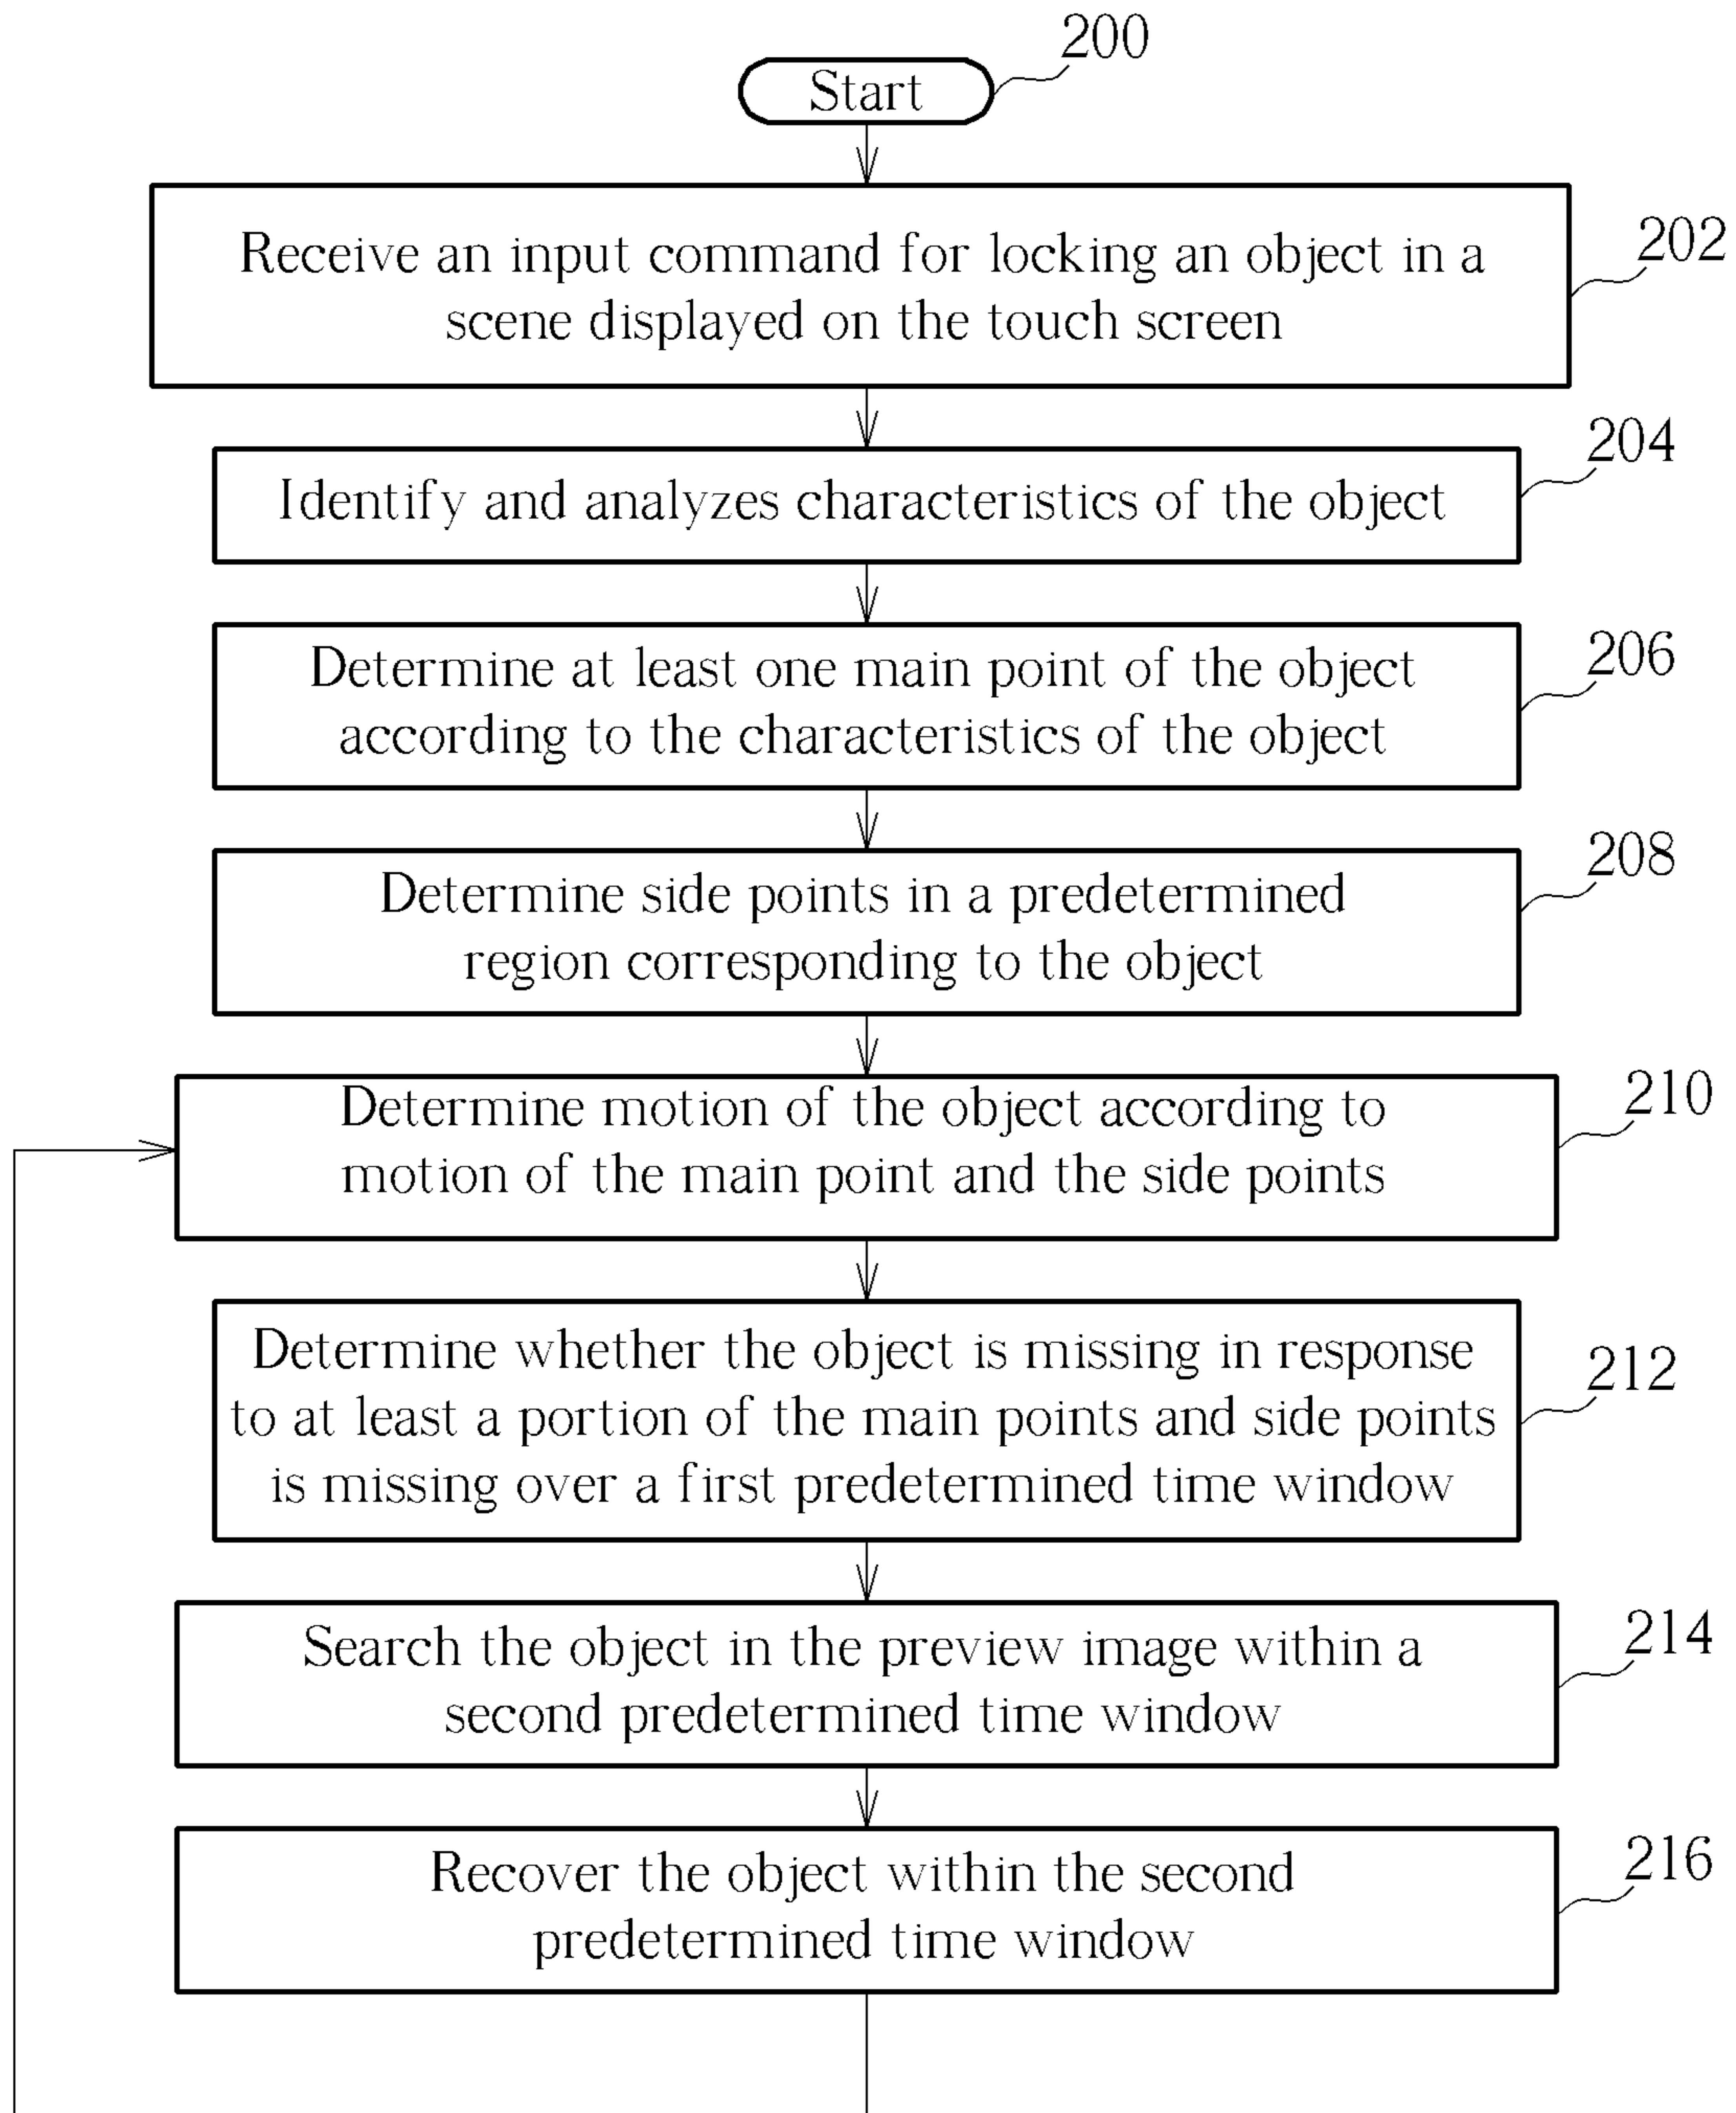 200
Start
Receive an input command for locking an object in a
scene displayed on the touch screen
202
Identify and analyzes characteristics of the object
204
Determine at least one main point of the object
according to the characteristics of the object
206
Determine side points in a predetermined
region corresponding to the object
208
Determine motion of the object according to
motion of the main point and the side points
210
Determine whether the object is missing in response
to at least a portion of the main points and side points
is missing over a first predetermined time window
212
Search the object in the preview image within a
second predetermined time window
214
Recover the object within the second
predetermined time window
216